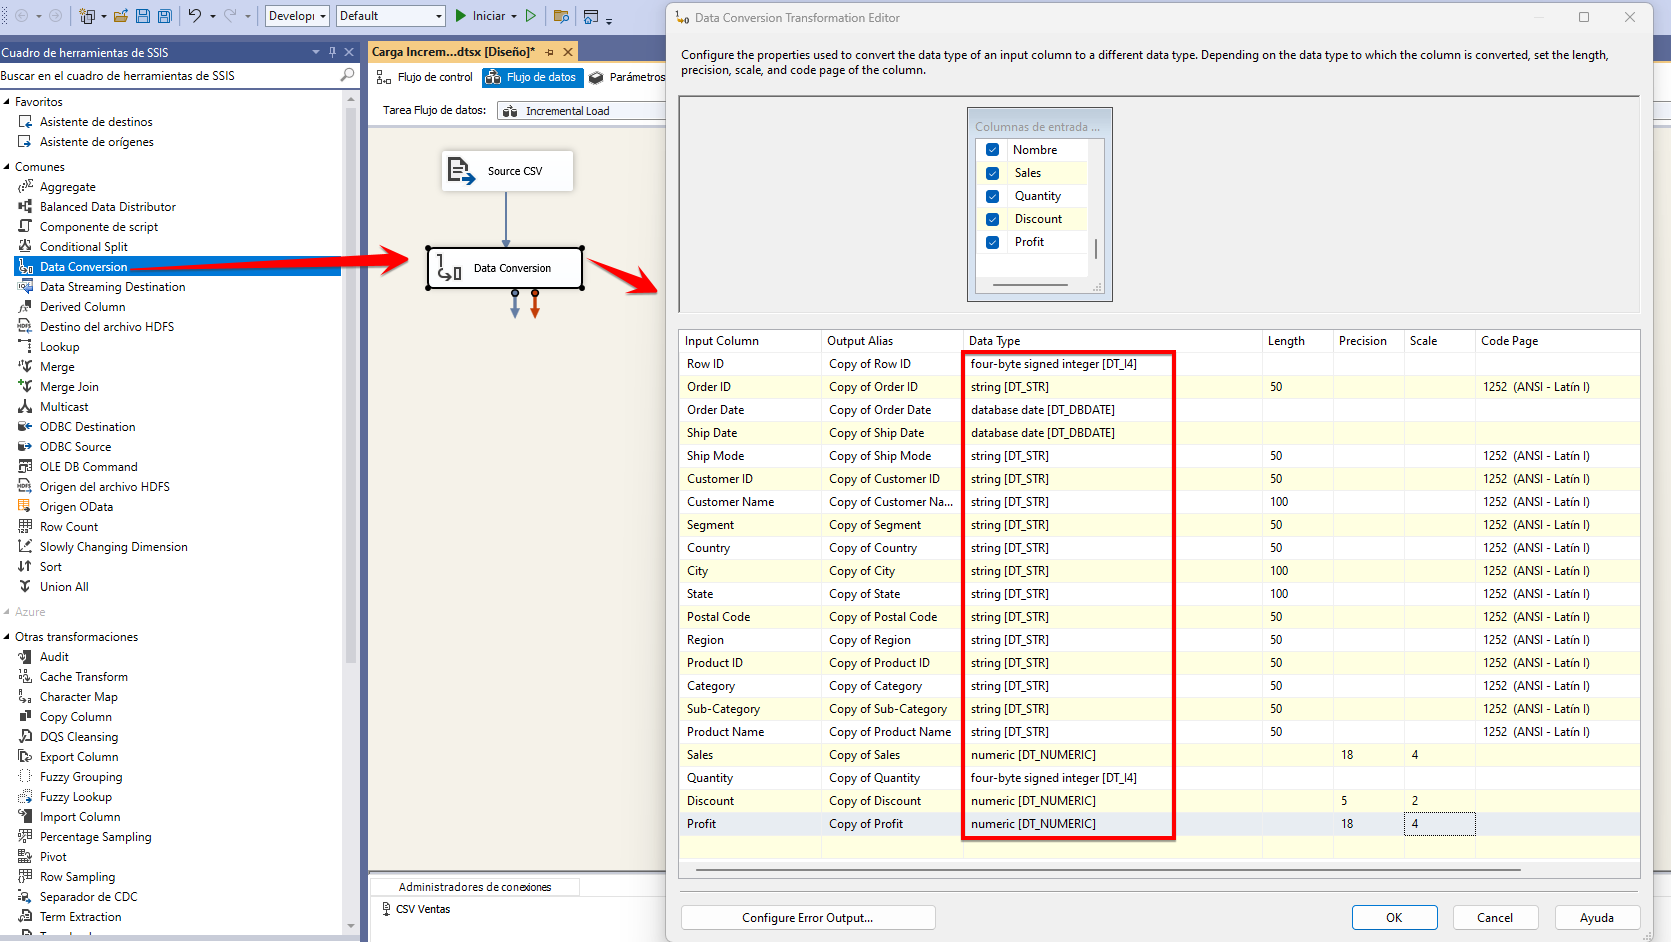 Developi
Default
Iniciar
Cuadro de herramientas de SSIS
Buscar en el cuadro de herramientas de SSIS
Favoritos
Asistente de destinos
Asistente de orígenes
Comunes
Aggregate
Balanced Data Distributor
Componente de script
Conditional Split
Data Conversion
Data Streaming Destination
Derived Column
Destino del archivo HDFS
Lookup
Merge
Merge Join
Multicast
ODBC Destination
ODBC Source
OLE DB Command
Origen del archivo HDFS
Origen OData
Row Count
Slowly Changing Dimension
Sort
Union All
Azure
Otras transformaciones
Audit
Cache Transform
Character Map
Copy Column
DQS Cleansing
Export Column
Fuzzy Grouping
Fuzzy Lookup
Import Column
Percentage Sampling
Pivot
Row Sampling
Separador de CDC
Term Extraction
Carga Increm...dtsx [Diseño]*
Flujo de control
Flujo de datos
Parámetros
Tarea Flujo de datos:
Incremental Load
Source CSV
Data Conversion
Administradores de conexiones
CSV Ventas
Data Conversion Transformation Editor
Configure the properties used to convert the data type of an input column to a different data type. Depending on the data type to which the column is converted, set the length,
precision, scale, and code page of the column.
Columnas de entrada ...
Nombre
Sales
Quantity
Discount
Profit
Input Column Output Alias Data Type Length Precision Scale Code Page
Row ID Copy of Row ID four-byte signed integer [DT_I4]
Order ID Copy of Order ID string [DT_STR] 50 1252 (ANSI - Latín I)
Order Date Copy of Order Date database date [DT_DBDATE]
Ship Date Copy of Ship Date database date [DT_DBDATE]
Ship Mode Copy of Ship Mode string [DT_STR] 50 1252 (ANSI - Latín I)
Customer ID Copy of Customer ID string [DT_STR] 50 1252 (ANSI - Latín I)
Customer Name Copy of Customer Na... string [DT_STR] 100 1252 (ANSI - Latín I)
Segment Copy of Segment string [DT_STR] 50 1252 (ANSI - Latín I)
Country Copy of Country string [DT_STR] 50 1252 (ANSI - Latín I)
City Copy of City string [DT_STR] 100 1252 (ANSI - Latín I)
State Copy of State string [DT_STR] 100 1252 (ANSI - Latín I)
Postal Code Copy of Postal Code string [DT_STR] 50 1252 (ANSI - Latín I)
Region Copy of Region string [DT_STR] 50 1252 (ANSI - Latín I)
Product ID Copy of Product ID string [DT_STR] 50 1252 (ANSI - Latín I)
Category Copy of Category string [DT_STR] 50 1252 (ANSI - Latín I)
Sub-Category Copy of Sub-Category string [DT_STR] 50 1252 (ANSI - Latín I)
Product Name Copy of Product Name string [DT_STR] 50 1252 (ANSI - Latín I)
Sales Copy of Sales numeric [DT_NUMERIC] 18 4
Quantity Copy of Quantity four-byte signed integer [DT_I4]
Discount Copy of Discount numeric [DT_NUMERIC] 5 2
Profit Copy of Profit numeric [DT_NUMERIC] 18 4
Configure Error Output...
OK
Cancel
Ayuda